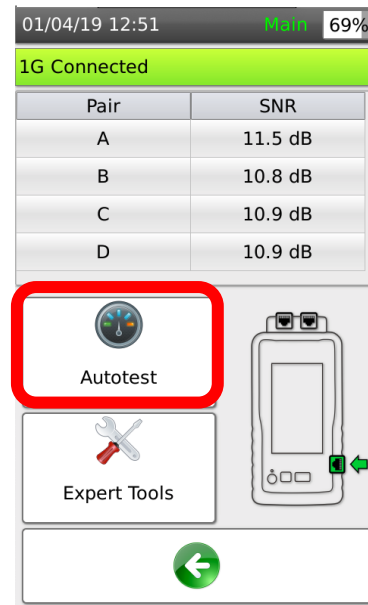 01/04/19 12:51 Main 69%
1G Connected
Pair SNR
A 11.5 dB
B 10.8 dB
C 10.9 dB
D 10.9 dB
Autotest
Expert Tools